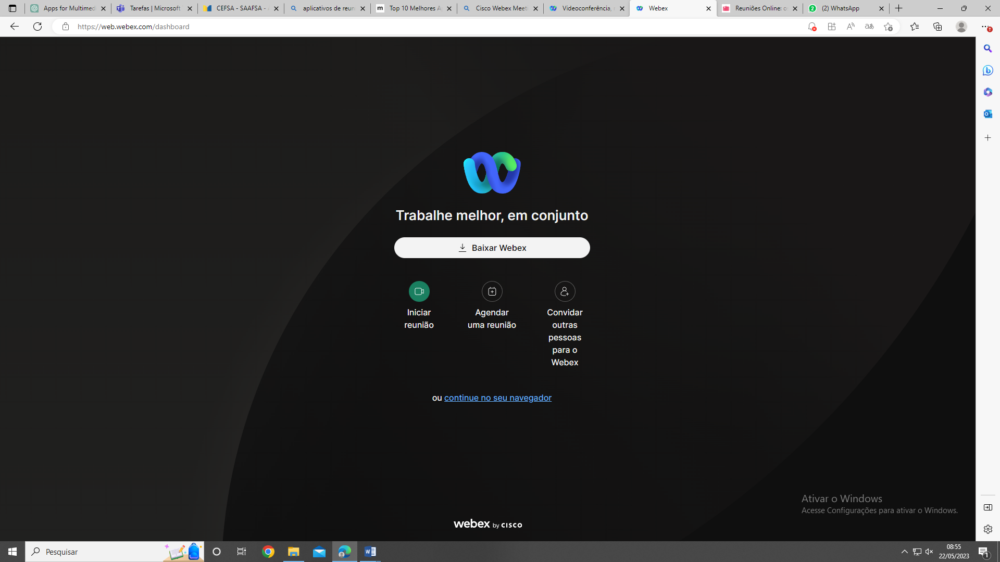 Apps for Multimed
Tarefas | Microsoft
CEFSA - SAAFSA - A
aplicativos de reun
Top 10 Melhores A
Cisco Webex Meeti
Videoconferência,
Webex
Reuniões Online: o
(2) WhatsApp
https://web.webex.com/dashboard
Trabalhe melhor, em conjunto
Baixar Webex
Iniciar
reunião
Agendar
uma reunião
Convidar
outras
pessoas
para o
Webex
ou continue no seu navegador
Ativar o Windows
Acesse Configurações para ativar o Windows.
webex by CISCO
Pesquisar
08:55
22/05/2023
1